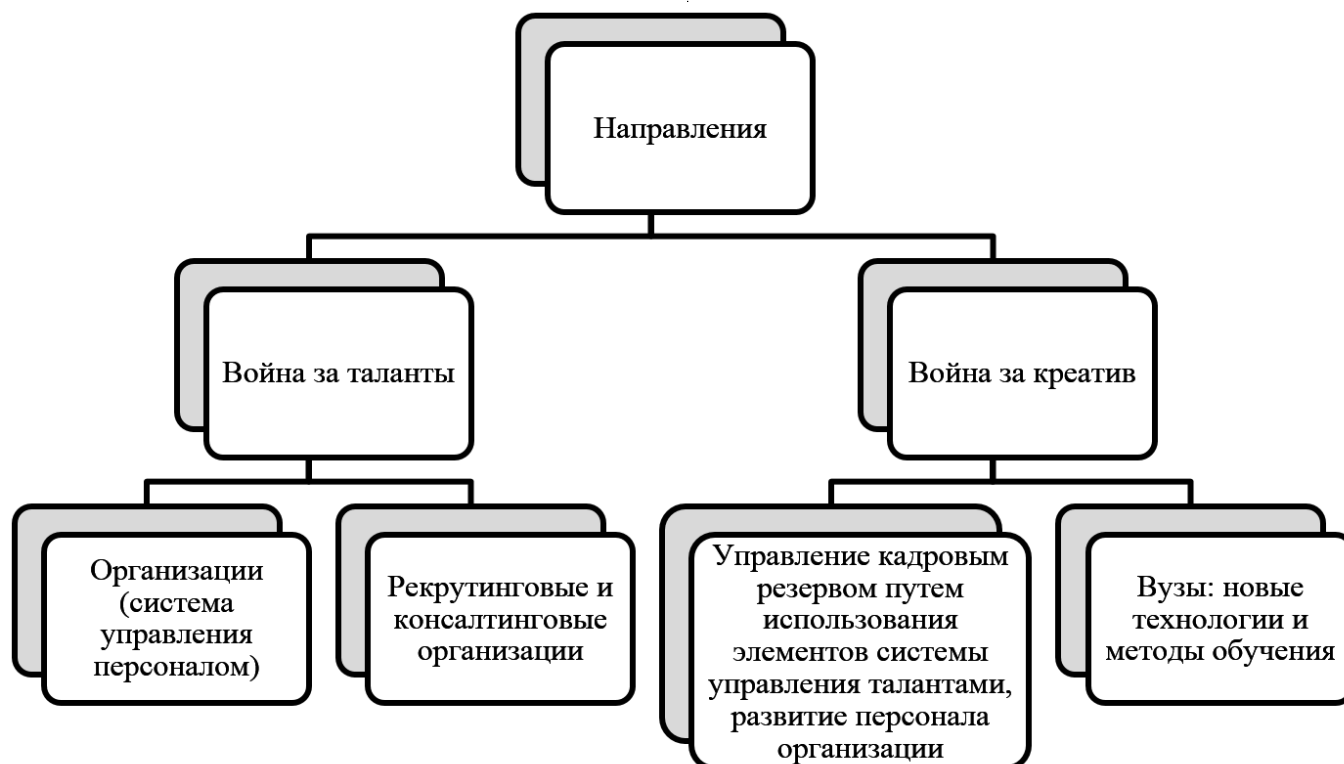 Направления
Война за таланты
Война за креатив
Организации
(система
управления
персоналом)
Рекрутинговые и
консалтинговые
организации
Управление кадровым
резервом путем
использования
элементов системы
управления талантами,
развитие персонала
организации
Вузы: новые
технологии и
методы обучения